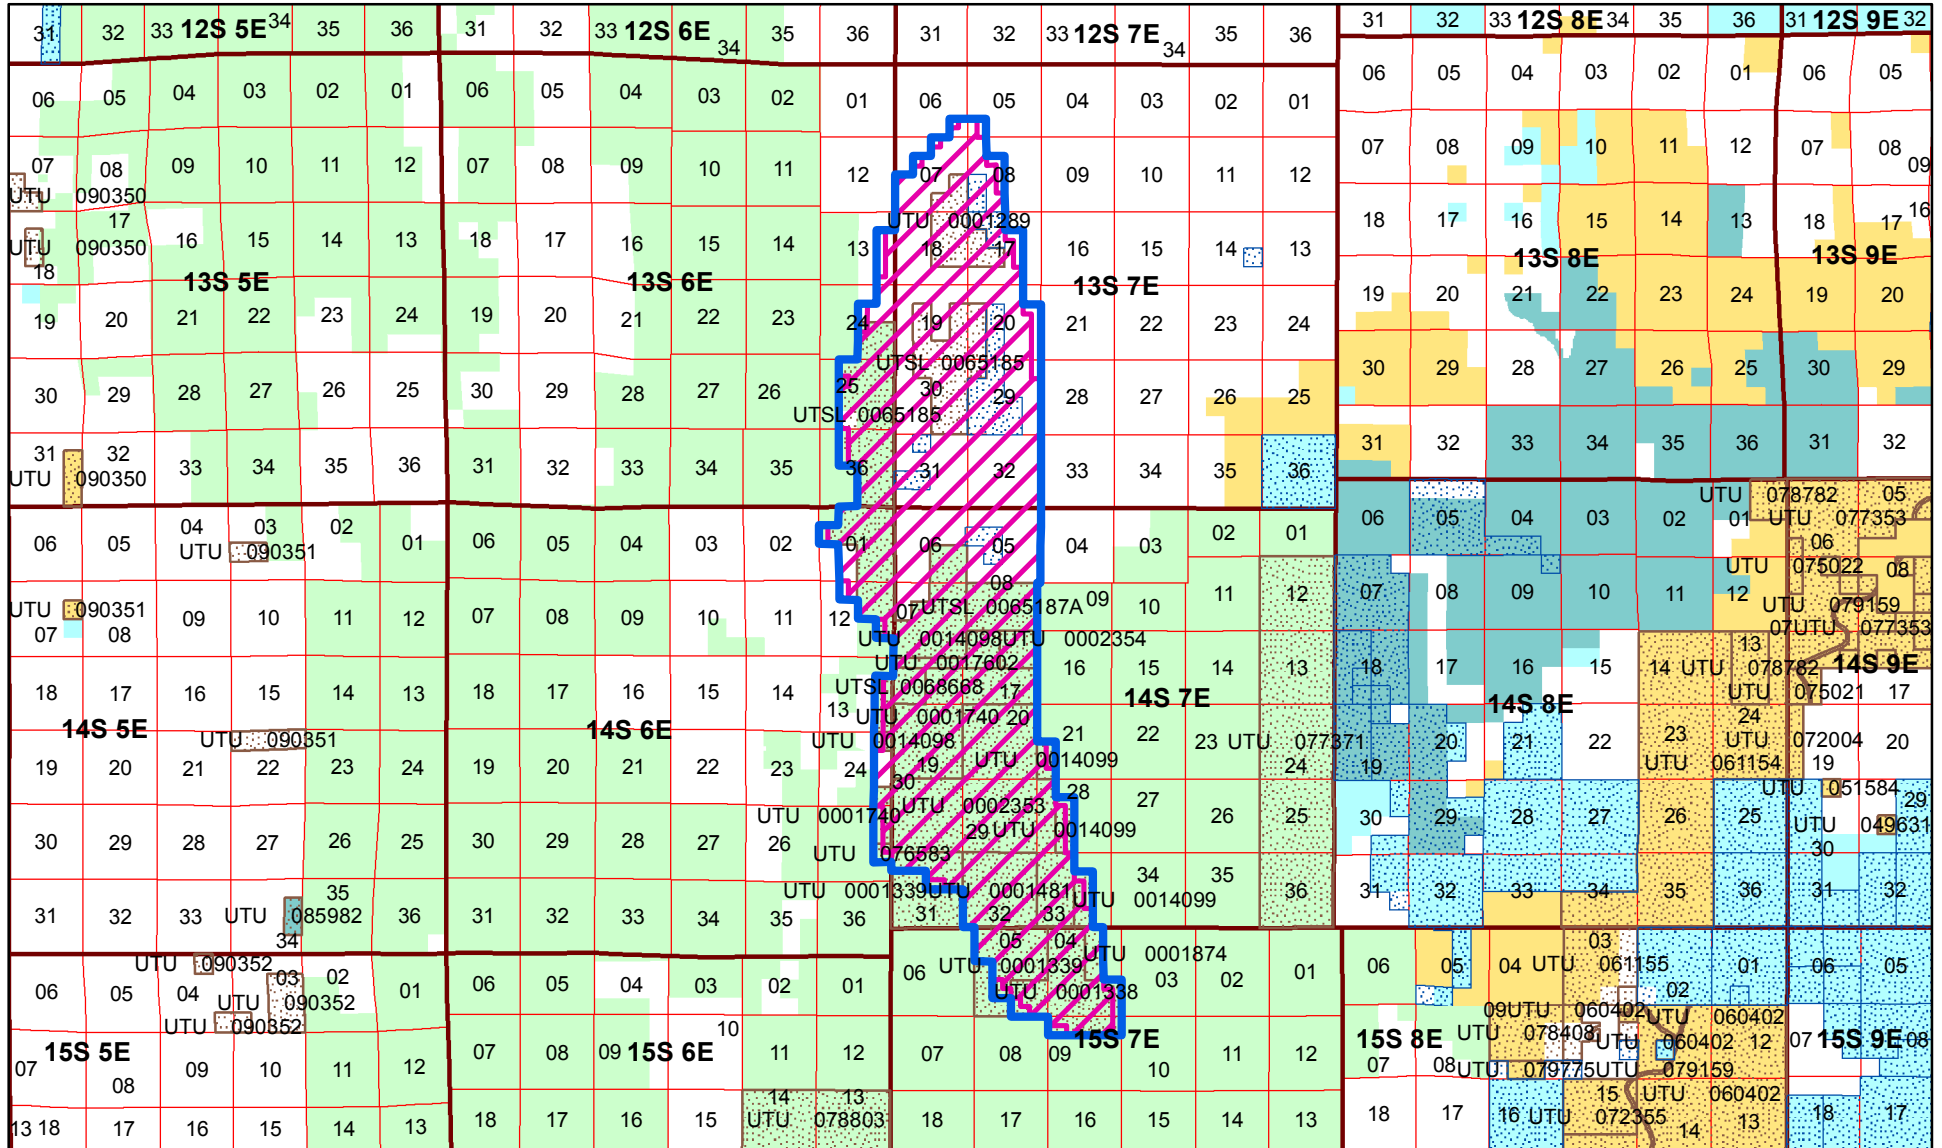 31 32 33 12S 5E 34 35 36 31 32 33 12S 6E 34 35 36 31 32 33 12S 7E 34 35 36 31 32 33 12S 8E 34 35 36 31 12S 9E 32
06 05 04 03 02 01 06 05 04 03 02 01 06 05 04 03 02 01 06 05 04 03 02 01 06 05
07 08 09 10 11 12 07 08 09 10 11 12 07 08 09 10 11 12 07 08 09 10 11 12 07 08 09
UTU 090350
17
UTU 0001289
18 17 16 15 14 13 18 17 16
UTU 090350
18 16 15 14 13 18 17 16 15 14 13 18 17 16 15 14 13
13S 5E 13S 6E 13S 7E 13S 8E 13S 9E
19 20 21 22 23 24 19 20 21 22 23 24 19 20 21 22 23 24 19 20 21 22 23 24 19 20
UTSL 0065185
30 29 28 27 26 25 30 29 28 27 26 25 30 29 28 27 26 25 30 29 28 27 26 25 30 29
UTSL 0065185
31 32 33 34 35 36 31 32 33 34 35 36 31 32 33 34 35 36 31 32 33 34 35 36 31 32
UTU 090350
UTU 078782 05
06 05 04 03 02 01 06 05 04 03 02 01 06 05 04 03 02 01 06 05 04 03 02 01 UTU 077353
UTU 090351
06
08 UTU 075022 08
UTU 090351
07 08 09 10 11 12 07 08 09 10 11 12 07 UTSL 0065187A 09 10 11 12 07 08 09 10 11 12
UTU 079159
07 UTU 077353
UTU 0014098 UTU 0002354
UTU 0017602
18 17 16 15 14 13 18 17 16 15 14 16 15 14 13 18 17 16 15 14 UTU 078782 13 14S 9E
UTSL 0068668 17
UTU 075021 17
13 UTU 0001740 20
14S 5E 14S 6E 14S 7E 14S 8E
24
UTU 090351
UTU 0014098
21 22 23 UTU 077371 20 21 22 23 UTU 072004 20
19 20 21 22 23 24 19 20 21 22 23 24 19 UTU 0014099 24 19 UTU 061154 19
30 28 UTU 051584
UTU 0002353 27 29
UTU 0001740 26 25 30 29 28 27 26 25
30 29 28 27 26 25 30 29 28 27 26 29 UTU 0014099 UTU 049631
UTU 076583 30
34 35
35 UTU 0001339 UTU 0001481 36 31 32 33 34 35 36 31 32
UTU 0014099
31 32 33 UTU 085982 36 31 32 33 34 35 36 31 32 33
34
05 04 03
UTU 090352 UTU 0001874
06 UTU 0001339 03 02 01 06 05 04 UTU 061155 01 06 05
03 02
06 05 04 01 06 05 04 03 02 01 UTU 0001338 02
UTU 090352
UTU 090352
09 UTU 060402 UTU 060402
10 UTU 078408
15S 5E 15S 6E 15S 7E 15S 8E UTU 060402 12 07 15S 9E 08
07 08 09 10 11 12 07 08 09 11 12 07 08 09 10 11 12 07 08 UTU 079775 UTU 079159
14 13 15 UTU 060402
UTU 078803 16 UTU 072355
13 18 17 16 15 14 13 18 17 16 15 18 17 16 15 14 13 18 17 14 13 18 17